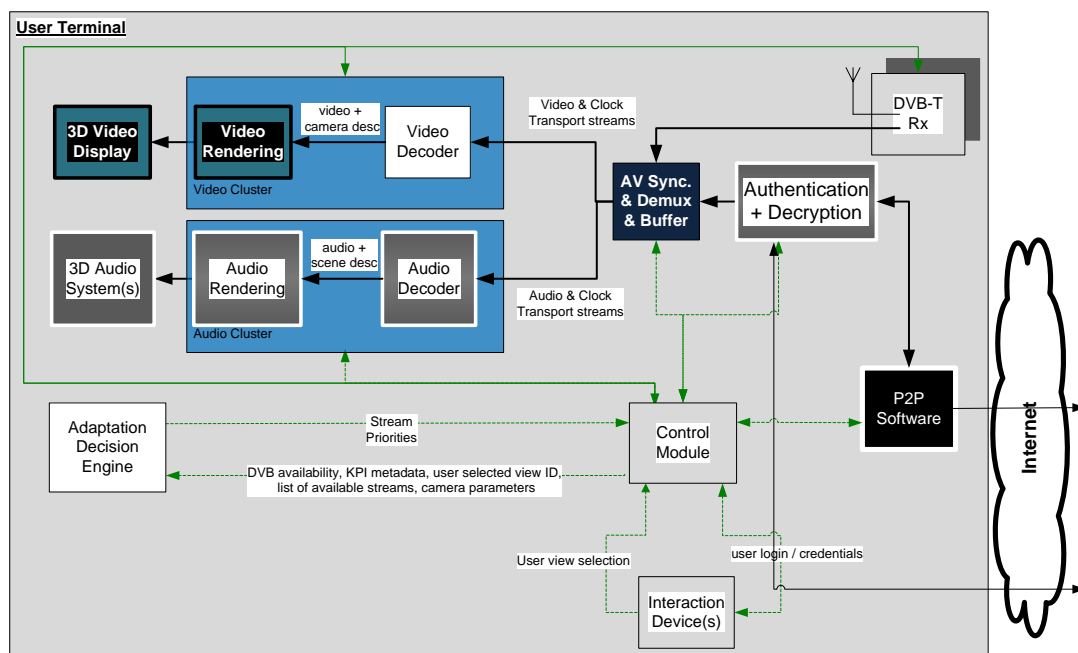 User Terminal
3D Video
Display
Video
Rendering
video +
camera desc
Video
Decoder
Video Cluster
Video & Clock
Transport streams
DVB-T
Rx
AV Sync.
& Demux
& Buffer
Authentication
+ Decryption
3D Audio
System(s)
Audio
Rendering
audio +
scene desc
Audio
Decoder
Audio Cluster
Audio & Clock
Transport streams
P2P
Software
Internet
Adaptation
Decision
Engine
Stream
Priorities
DVB availability, KPI metadata, user selected view ID,
list of available streams, camera parameters
Control
Module
User view selection
user login / credentials
Interaction
Device(s)